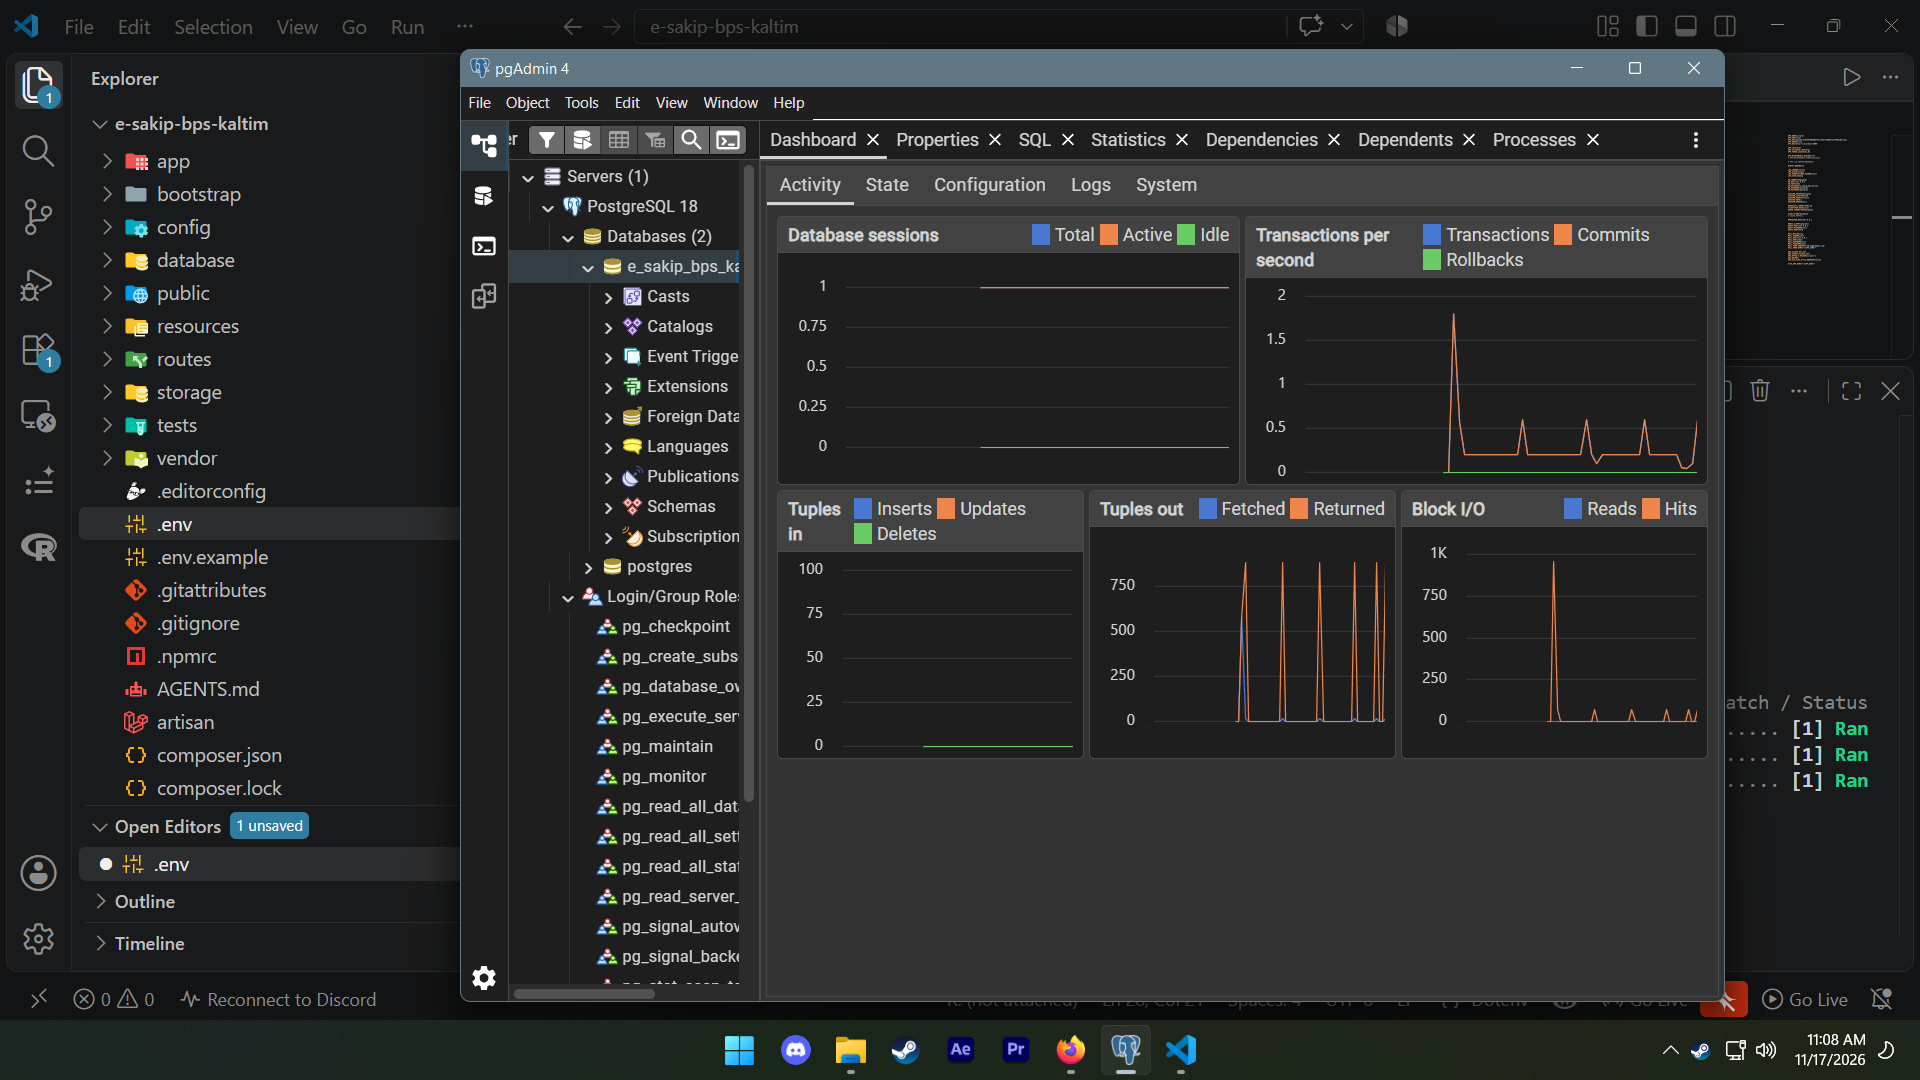 File Edit Selection View Go Run ···
e-sakip-bps-kaltim
Explorer
1
e-sakip-bps-kaltim
app
bootstrap
config
database
public
resources
routes
storage
tests
vendor
.editorconfig
.env
.env.example
.gitattributes
.gitignore
.npmrc
AGENTS.md
artisan
composer.json
composer.lock
1
Open Editors 1 unsaved
.env
Outline
Timeline
pgAdmin 4
File Object Tools Edit View Window Help
Servers (1)
PostgreSQL 18
Databases (2)
e_sakip_bps_ka
Casts
Catalogs
Event Trigge
Extensions
Foreign Data
Languages
Publications
Schemas
Subscription
postgres
Login/Group Roles
pg_checkpoint
pg_create_subs
pg_database_ow
pg_execute_serv
pg_maintain
pg_monitor
pg_read_all_dat
pg_read_all_sett
pg_read_all_stat
pg_read_server_
pg_signal_autov
pg_signal_backe
Dashboard Properties SQL Statistics Dependencies Dependents Processes
Activity State Configuration Logs System
Database sessions Total Active Idle
1
0.75
0.5
0.25
0
Transactions per second Transactions Commits Rollbacks
2
1.5
1
0.5
0
Tuples in Inserts Updates Deletes
100
75
50
25
0
Tuples out Fetched Returned
750
500
250
0
Block I/O Reads Hits
1K
750
500
250
0
atch / Status
..... [1] Ran
..... [1] Ran
..... [1] Ran
0 0 Reconnect to Discord
Go Live
Ae
Pr
11:08 AM
11/17/2026